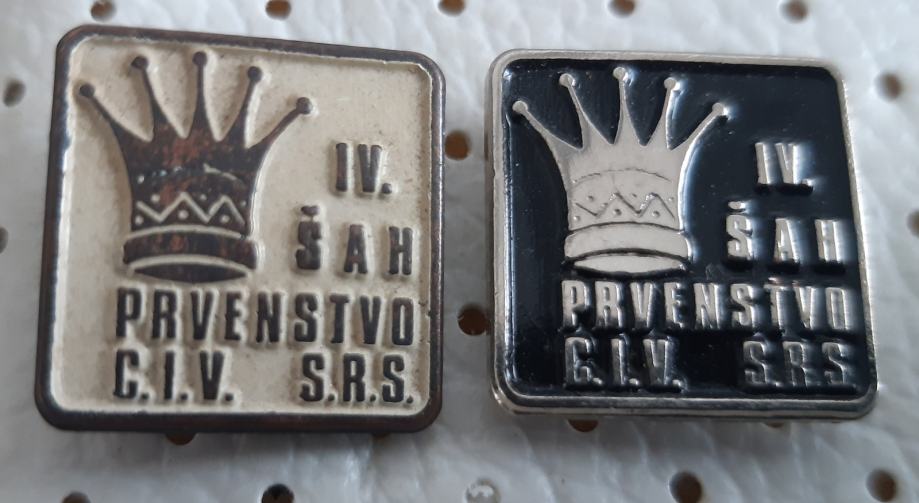 IV.
ŠAH
PRVENSTVO
C.I.V. S.R.S.
IV.
ŠAH
PRVENSTVO
C.I.V. S.R.S.